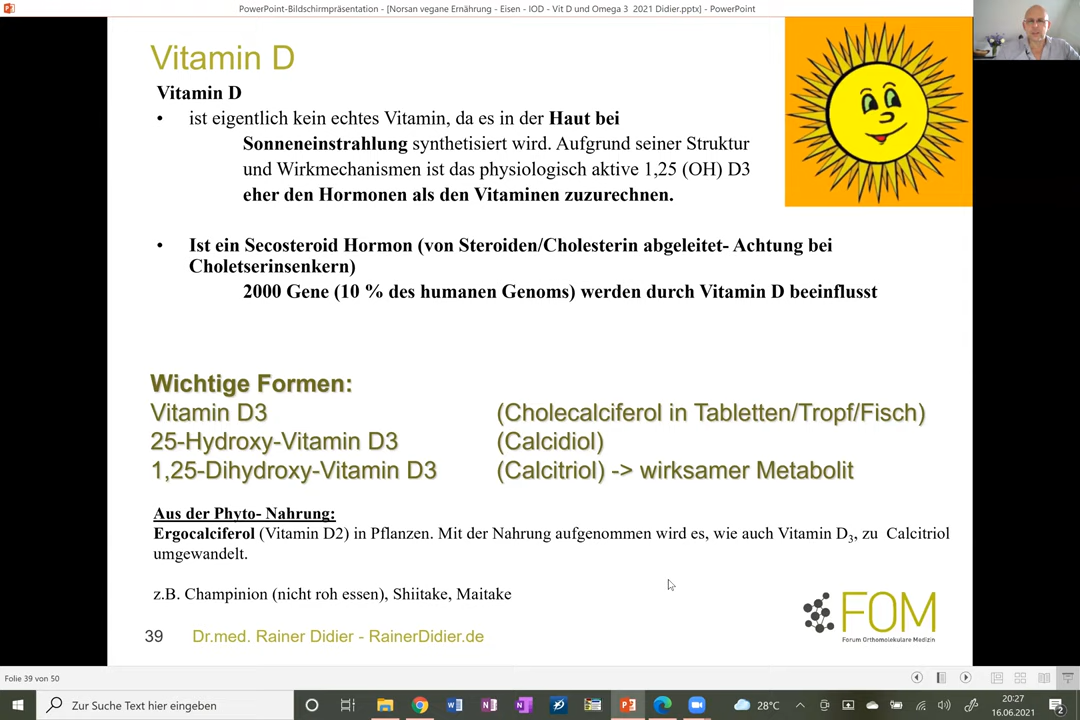 PowerPoint-Bildschirmpräsentation - [Norsan vegane Ernährung - Eisen - IOD - Vit D und Omega 3 2021 Didier.pptx] - PowerPoint
Vitamin D
Vitamin D
• ist eigentlich kein echtes Vitamin, da es in der Haut bei
Sonneneinstrahlung synthetisiert wird. Aufgrund seiner Struktur
und Wirkmechanismen ist das physiologisch aktive 1,25 (OH) D3
eher den Hormonen als den Vitaminen zuzurechnen.
• Ist ein Secosteroid Hormon (von Steroiden/Cholesterin abgeleitet- Achtung bei
Choletserinsenkern)
2000 Gene (10 % des humanen Genoms) werden durch Vitamin D beeinflusst
Wichtige Formen:
Vitamin D3 (Cholecalciferol in Tabletten/Tropf/Fisch)
25-Hydroxy-Vitamin D3 (Calcidiol)
1,25-Dihydroxy-Vitamin D3 (Calcitriol) -> wirksamer Metabolit
Aus der Phyto- Nahrung:
Ergocalciferol (Vitamin D2) in Pflanzen. Mit der Nahrung aufgenommen wird es, wie auch Vitamin D3, zu Calcitriol
umgewandelt.
z.B. Champinion (nicht roh essen), Shiitake, Maitake
FOM
Forum Orthomolekulare Medizin
39 Dr.med. Rainer Didier - RainerDidier.de
Folie 39 von 50
Zur Suche Text hier eingeben
28°C
20:27
16.06.2021
2